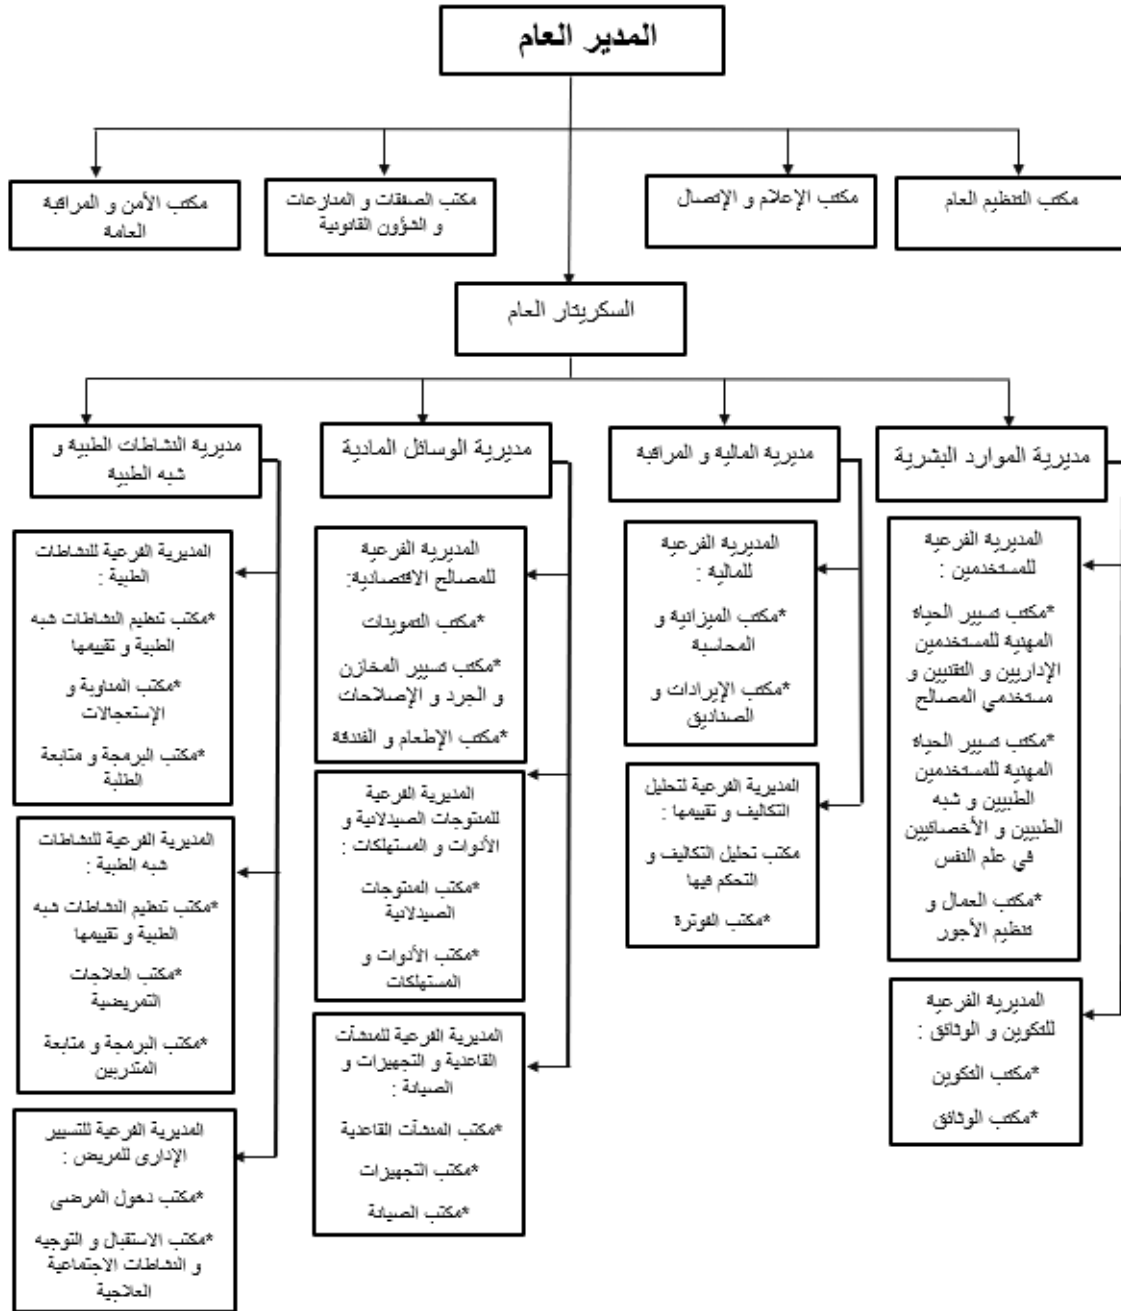 المدير العام
مكتب التنظيم العام
مكتب الإعلام و الإتصال
مكتب الصفقات و المنازعات
و الشؤون القانونية
مكتب الأمن و المراقبة
العامة
السكريتار العام
مديرية الموارد البشرية
المديرية الفرعية
للمستخدمين :
*مكتب تسيير الحياة
المهنية للمستخدمين
الإداريين و التقنيين و
مستخدمي المصالح
*مكتب تسيير الحياة
المهنية للمستخدمين
الطبيين و شبه
الطبيين و الأخصائيين
في علم النفس
*مكتب العمال و
تنظيم الأجور
المديرية الفرعية
للتكوين و الوثائق :
*مكتب التكوين
*مكتب الوثائق
مديرية المالية و المراقبة
المديرية الفرعية
للمالية :
*مكتب الميزانية و
المحاسبة
*مكتب الإيرادات و
الصناديق
المديرية الفرعية لتحليل
التكاليف و تقييمها :
مكتب تحليل التكاليف و
التحكم فيها
*مكتب الفوترة
مديرية الوسائل المادية
المديرية الفرعية
للمصالح الاقتصادية:
*مكتب التموينات
*مكتب تسيير المخازن
و الجرد و الإصلاحات
*مكتب الإطعام و الفندقة
المديرية الفرعية
للمنتوجات الصيدلانية و
الأدوات و المستهلكات :
*مكتب المنتوجات
الصيدلانية
*مكتب الأدوات و
المستهلكات
المديرية الفرعية للمنشأت
القاعدية و التجهيزات و
الصيانة :
*مكتب المنشأت القاعدية
*مكتب التجهيزات
*مكتب الصيانة
مديرية النشاطات الطبية و
شبه الطبية
المديرية الفرعية للنشاطات
الطبية :
*مكتب تنظيم النشاطات شبه
الطبية و تقييمها
*مكتب المناوبة و
الإستعجالات
*مكتب البرمجة و متابعة
الطلبة
المديرية الفرعية للنشاطات
شبه الطبية :
*مكتب تنظيم النشاطات شبه
الطبية و تقييمها
*مكتب العلاجات
التمريضية
*مكتب البرمجة و متابعة
المتدربين
المديرية الفرعية للتسيير
الإدارى للمريض :
*مكتب دخول المرضى
*مكتب الاستقبال و التوجيه
و النشاطات الاجتماعية
العلاجية